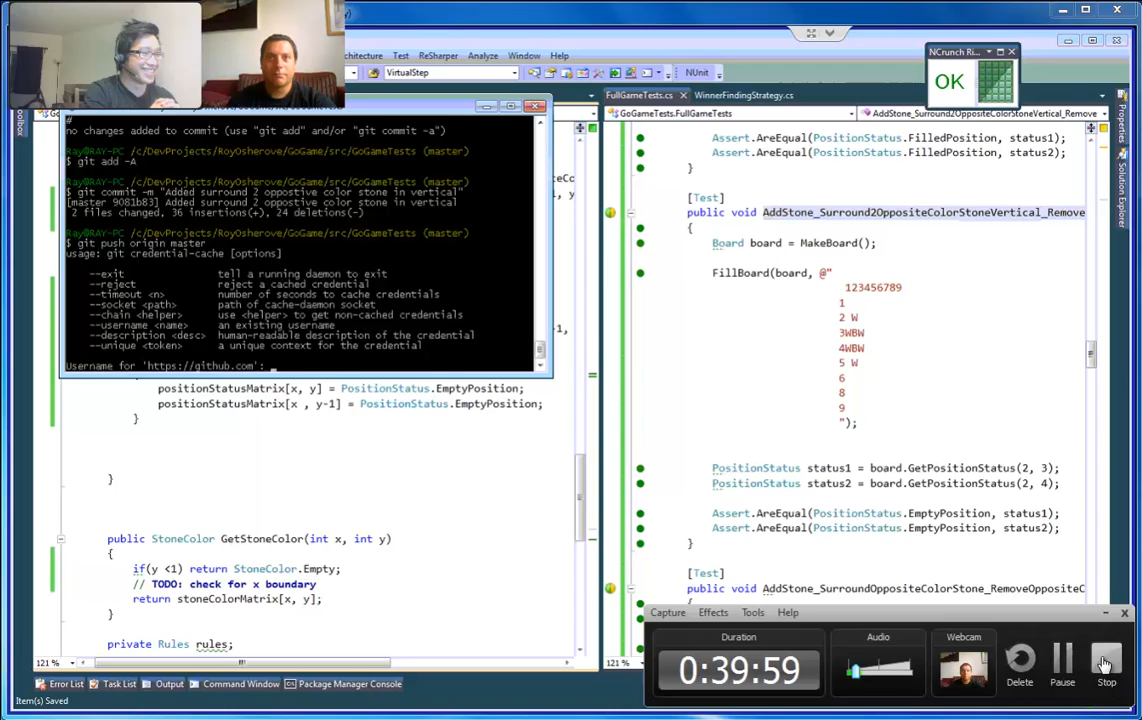 chitecture Test ReSharper Analyze Window Help
VirtualStep
NUnit
NCrunch Ri...
OK
FullGameTests.cs WinnerFindingStrategy.cs
GoGameTests.FullGameTests
AddStone_Surround2OppositeColorStoneVertical_Remove
#
no changes added to commit (use "git add" and/or "git commit -a")
Ray@RAY-PC /c/DevProjects/RoyOsherove/GoGame/src/GoGameTests (master)
$ git add -A
Ray@RAY-PC /c/DevProjects/RoyOsherove/GoGame/src/GoGameTests (master)
$ git commit -m "Added surround 2 oppostive color stone in vertical"
[master 9081b83] Added surround 2 oppostive color stone in vertical
2 files changed, 36 insertions(+), 24 deletions(-)
Ray@RAY-PC /c/DevProjects/RoyOsherove/GoGame/src/GoGameTests (master)
$ git push origin master
usage: git credential-cache [options]
--exit tell a running daemon to exit
--reject reject a cached credential
--timeout <n> number of seconds to cache credentials
--socket <path> path of cache-daemon socket
--chain <helper> use <helper> to get non-cached credentials
--username <name> an existing username
--description <desc> human-readable description of the credential
--unique <token> a unique context for the credential
Username for 'https://github.com':
positionStatusMatrix[x, y] = PositionStatus.EmptyPosition;
positionStatusMatrix[x , y-1] = PositionStatus.EmptyPosition;
}
}
public StoneColor GetStoneColor(int x, int y)
{
if(y <1) return StoneColor.Empty;
// TODO: check for x boundary
return stoneColorMatrix[x, y];
}
private Rules rules;
121 %
Assert.AreEqual(PositionStatus.FilledPosition, status1);
Assert.AreEqual(PositionStatus.FilledPosition, status2);
}
[Test]
public void AddStone_Surround2OppositeColorStoneVertical_Remove
{
Board board = MakeBoard();
FillBoard(board, @"
123456789
1
2 W
3WBW
4WBW
5 W
6
8
9
");
PositionStatus status1 = board.GetPositionStatus(2, 3);
PositionStatus status2 = board.GetPositionStatus(2, 4);
Assert.AreEqual(PositionStatus.EmptyPosition, status1);
Assert.AreEqual(PositionStatus.EmptyPosition, status2);
}
[Test]
public void AddStone_SurroundOppositeColorStone_RemoveOppositeC
{
121 %
Toolbox
Properties
Solution Explorer
Capture Effects Tools Help
Duration Audio Webcam
0:39:59
Delete Pause Stop
Error List Task List Output Command Window Package Manager Console
Item(s) Saved